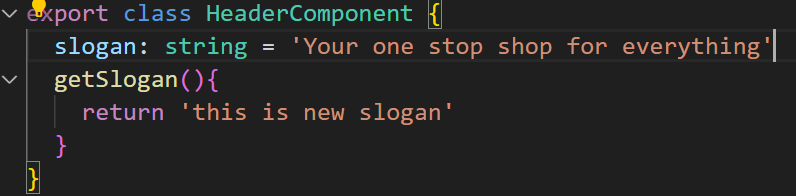 export class HeaderComponent {
slogan: string = 'Your one stop shop for everything'
getSlogan(){
return 'this is new slogan'
}
}